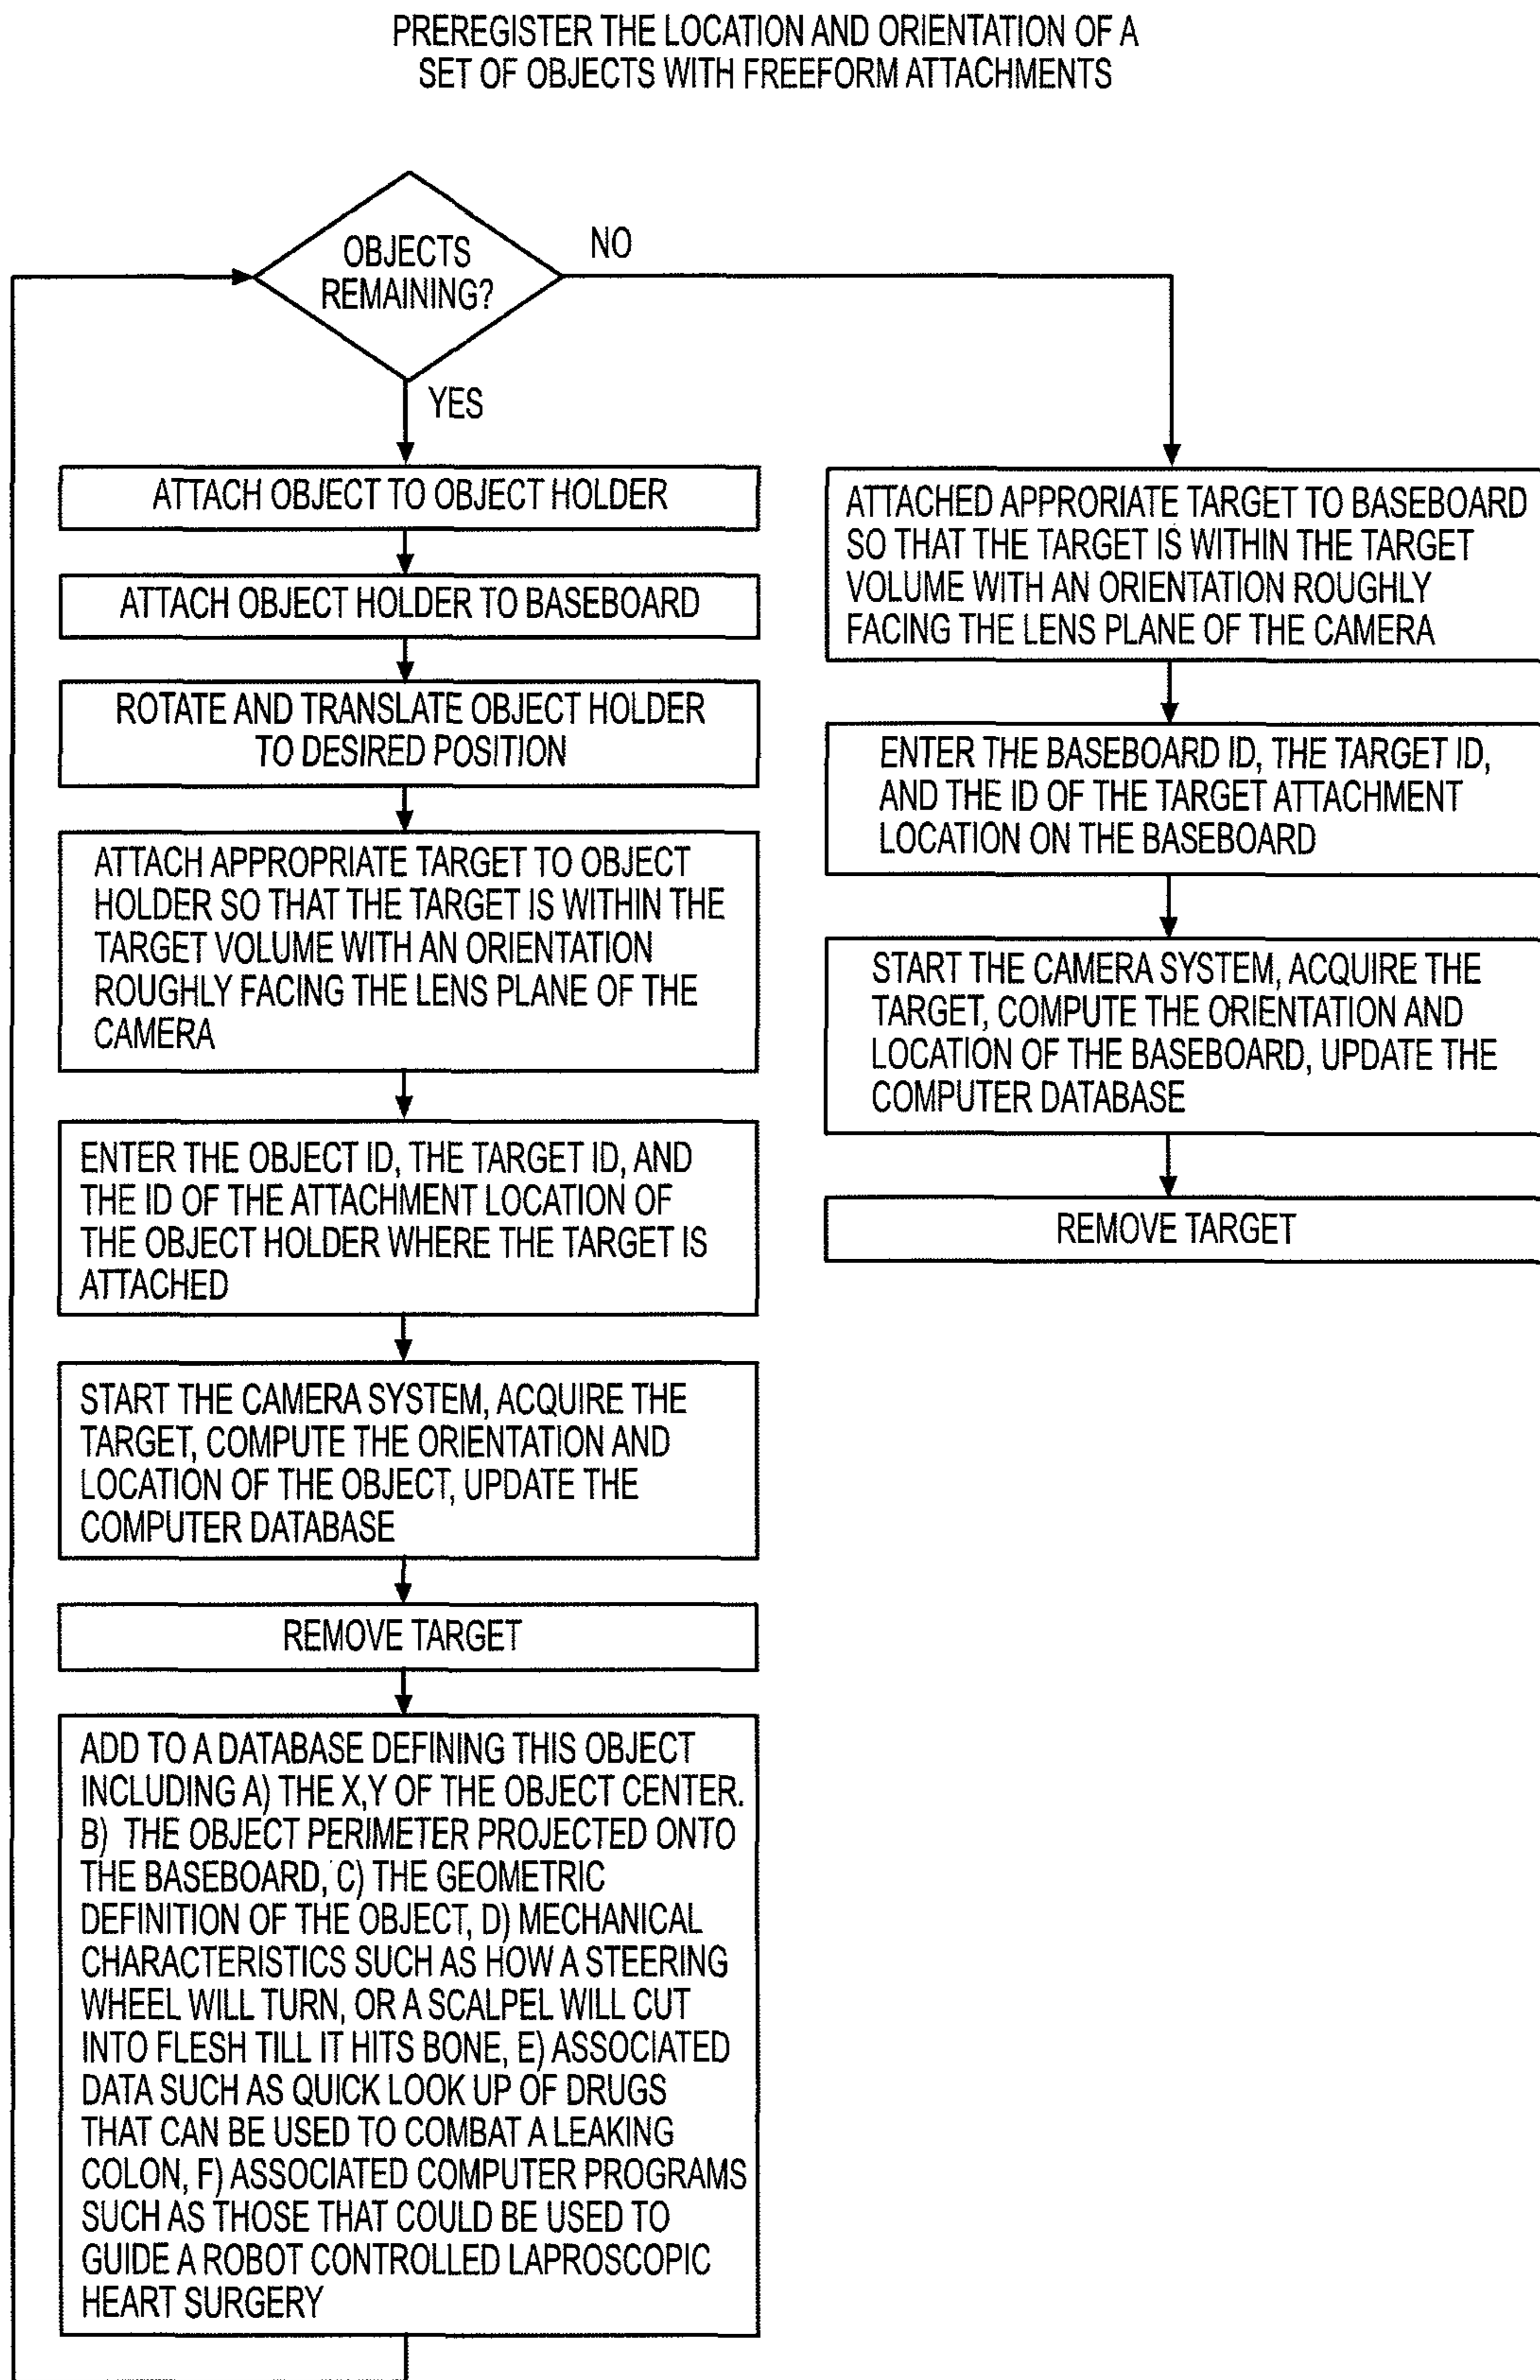 PREREGISTER THE LOCATION AND ORIENTATION OF A
SET OF OBJECTS WITH FREEFORM ATTACHMENTS
OBJECTS
REMAINING?
NO
YES
ATTACH OBJECT TO OBJECT HOLDER
ATTACH OBJECT HOLDER TO BASEBOARD
ROTATE AND TRANSLATE OBJECT HOLDER
TO DESIRED POSITION
ATTACH APPROPRIATE TARGET TO OBJECT
HOLDER SO THAT THE TARGET IS WITHIN THE
TARGET VOLUME WITH AN ORIENTATION
ROUGHLY FACING THE LENS PLANE OF THE
CAMERA
ENTER THE OBJECT ID, THE TARGET ID, AND
THE ID OF THE ATTACHMENT LOCATION OF
THE OBJECT HOLDER WHERE THE TARGET IS
ATTACHED
START THE CAMERA SYSTEM, ACQUIRE THE
TARGET, COMPUTE THE ORIENTATION AND
LOCATION OF THE OBJECT, UPDATE THE
COMPUTER DATABASE
REMOVE TARGET
ADD TO A DATABASE DEFINING THIS OBJECT
INCLUDING A) THE X,Y OF THE OBJECT CENTER.
B) THE OBJECT PERIMETER PROJECTED ONTO
THE BASEBOARD, C) THE GEOMETRIC
DEFINITION OF THE OBJECT, D) MECHANICAL
CHARACTERISTICS SUCH AS HOW A STEERING
WHEEL WILL TURN, OR A SCALPEL WILL CUT
INTO FLESH TILL IT HITS BONE, E) ASSOCIATED
DATA SUCH AS QUICK LOOK UP OF DRUGS
THAT CAN BE USED TO COMBAT A LEAKING
COLON, F) ASSOCIATED COMPUTER PROGRAMS
SUCH AS THOSE THAT COULD BE USED TO
GUIDE A ROBOT CONTROLLED LAPROSCOPIC
HEART SURGERY
ATTACHED APPRORIATE TARGET TO BASEBOARD
SO THAT THE TARGET IS WITHIN THE TARGET
VOLUME WITH AN ORIENTATION ROUGHLY
FACING THE LENS PLANE OF THE CAMERA
ENTER THE BASEBOARD ID, THE TARGET ID,
AND THE ID OF THE TARGET ATTACHMENT
LOCATION ON THE BASEBOARD
START THE CAMERA SYSTEM, ACQUIRE THE
TARGET, COMPUTE THE ORIENTATION AND
LOCATION OF THE BASEBOARD, UPDATE THE
COMPUTER DATABASE
REMOVE TARGET